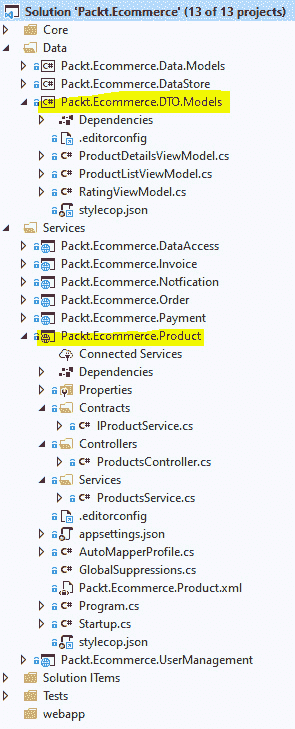 Solution 'Packt.Ecommerce' (13 of 13 projects)
Core
Data
C# Packt.Ecommerce.Data.Models
C# Packt.Ecommerce.DataStore
C# Packt.Ecommerce.DTO.Models
Dependencies
.editorconfig
C# ProductDetailsViewModel.cs
C# ProductListViewModel.cs
C# RatingViewModel.cs
stylecop.json
Services
Packt.Ecommerce.DataAccess
Packt.Ecommerce.Invoice
Packt.Ecommerce.Notfication
Packt.Ecommerce.Order
Packt.Ecommerce.Payment
Packt.Ecommerce.Product
Connected Services
Dependencies
Properties
Contracts
C# IProductService.cs
Controllers
C# ProductsController.cs
Services
C# ProductsService.cs
.editorconfig
appsettings.json
C# AutoMapperProfile.cs
C# GlobalSuppressions.cs
Packt.Ecommerce.Product.xml
C# Program.cs
C# Startup.cs
stylecop.json
Packt.Ecommerce.UserManagement
Solution ITems
Tests
webapp